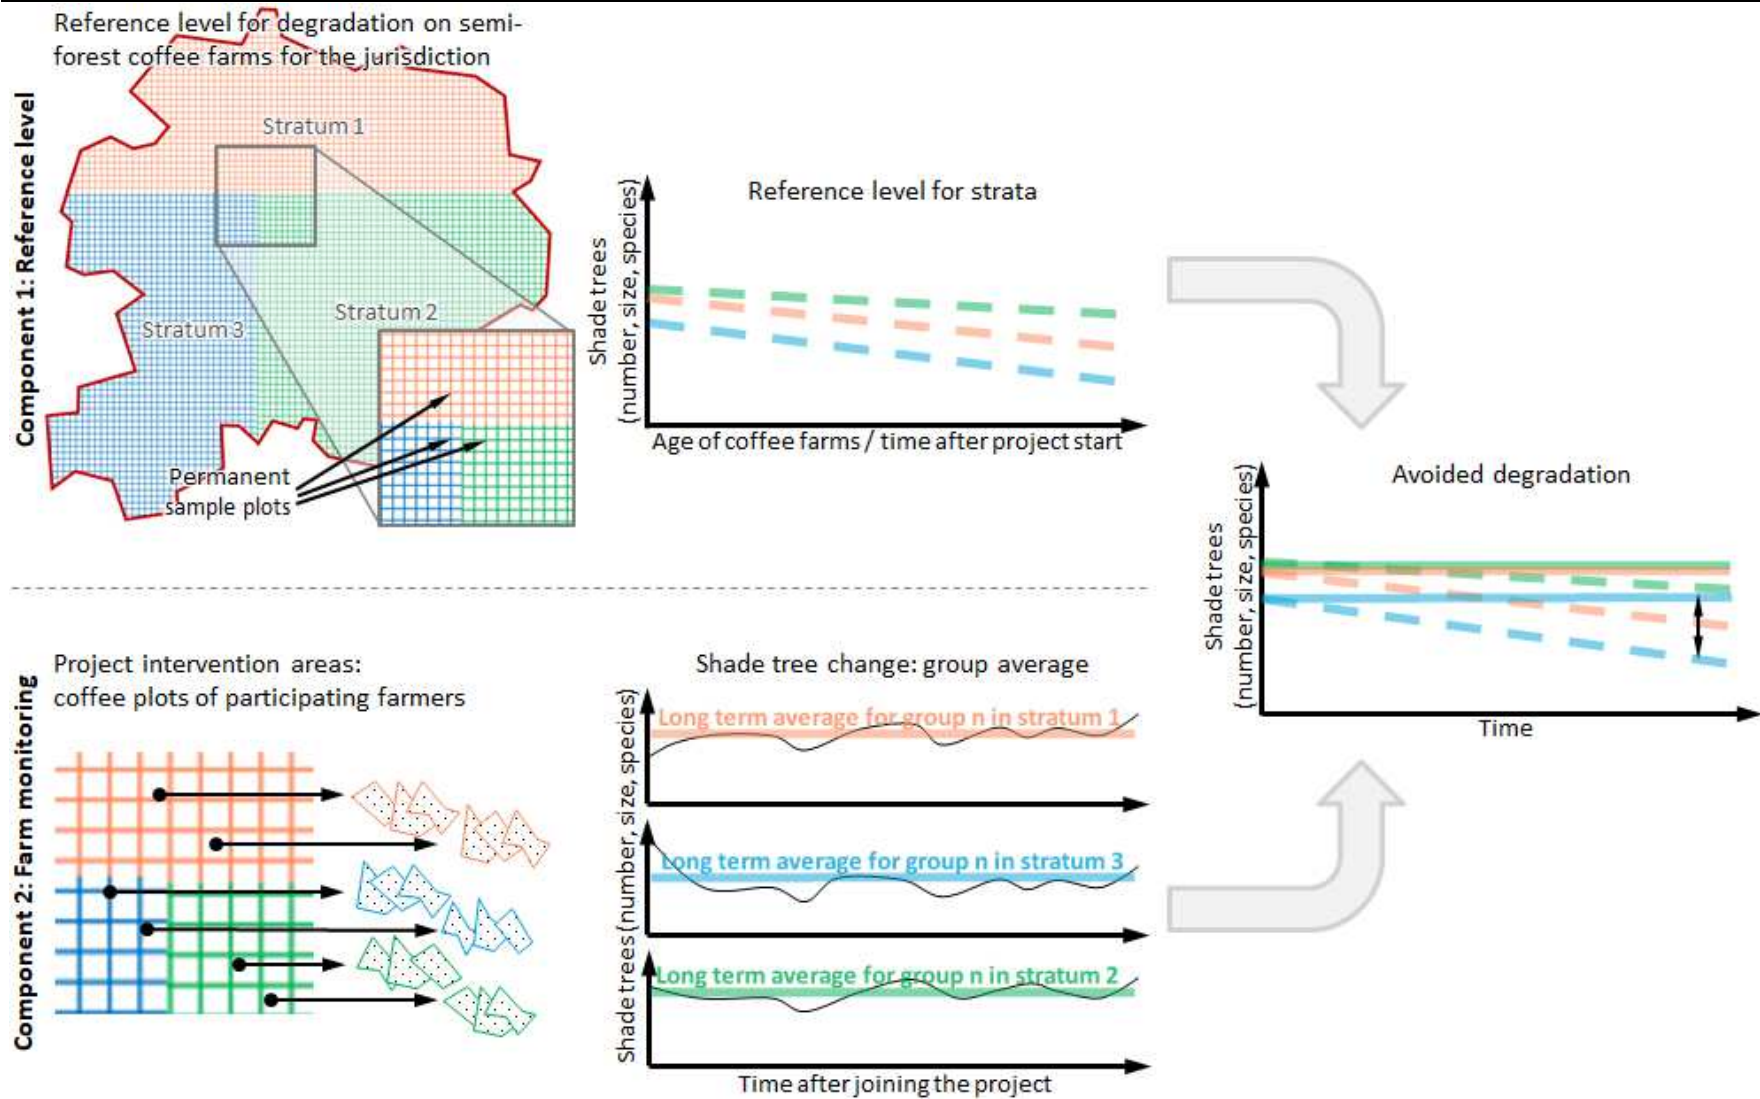 Reference level for degradation on semi-
forest coffee farms for the jurisdiction
Component 1: Reference level
Stratum 1
Stratum 2
Stratum 3
Permanent
sample plots
Reference level for strata
Shade trees
(number, size, species)
Age of coffee farms / time after project start
Avoided degradation
Shade trees
(number, size, species)
Time
Component 2: Farm monitoring
Project intervention areas:
coffee plots of participating farmers
Shade tree change: group average
Shade trees (number, size, species)
Long term average for group n in stratum 1
Long term average for group n in stratum 3
Long term average for group n in stratum 2
Time after joining the project